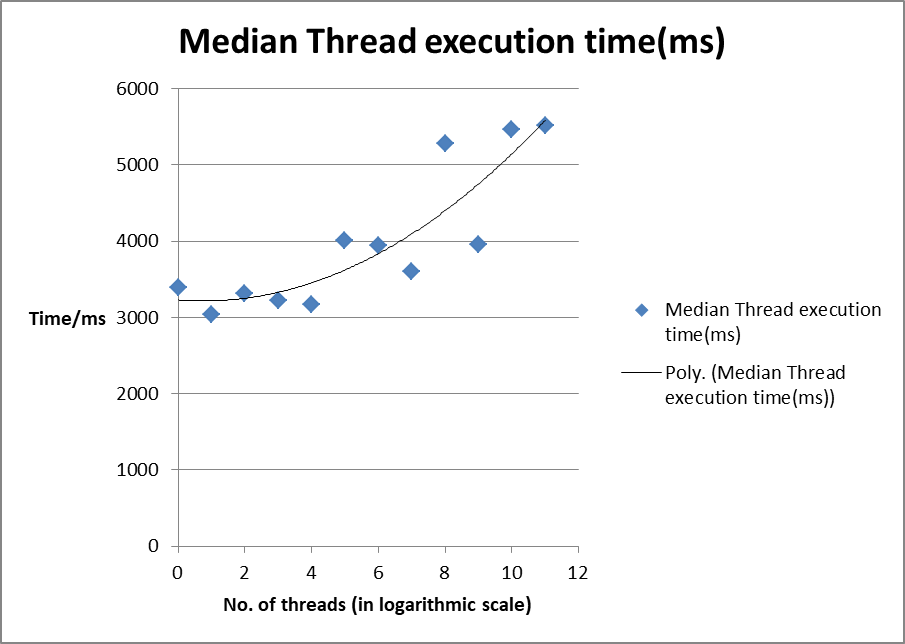 Median Thread execution time(ms)
6000
5000
4000
3000
2000
1000
0
Time/ms
0 2 4 6 8 10 12
No. of threads (in logarithmic scale)
Median Thread execution
time(ms)
Poly. (Median Thread
execution time(ms))